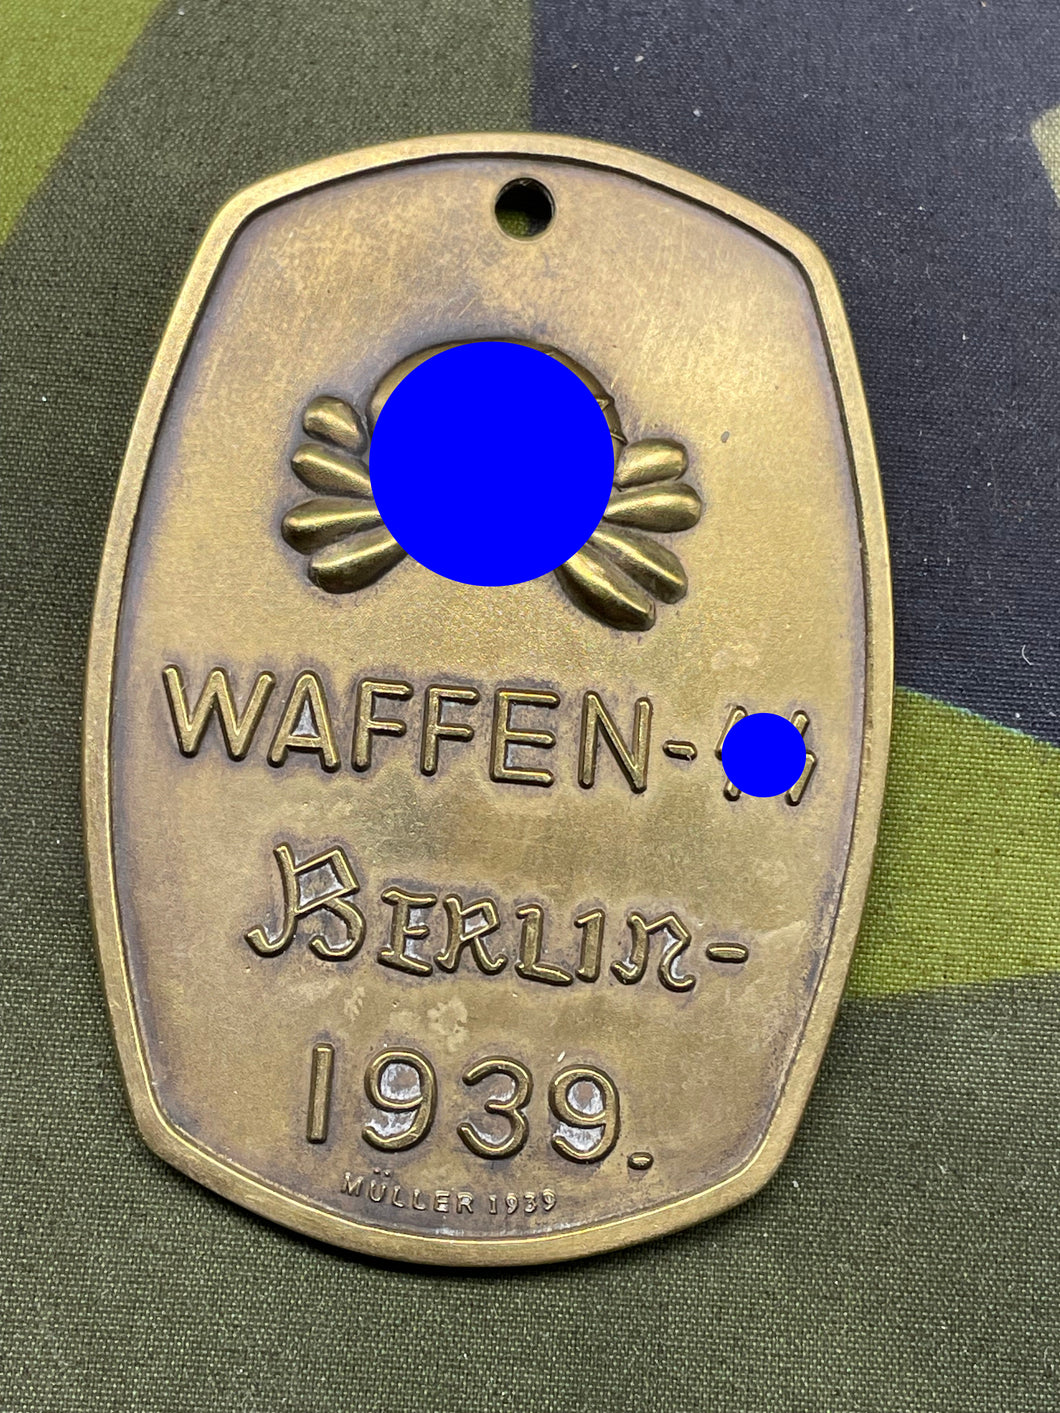 WAFFEN-
BERLIN-
1939.
MÜLLER 1939